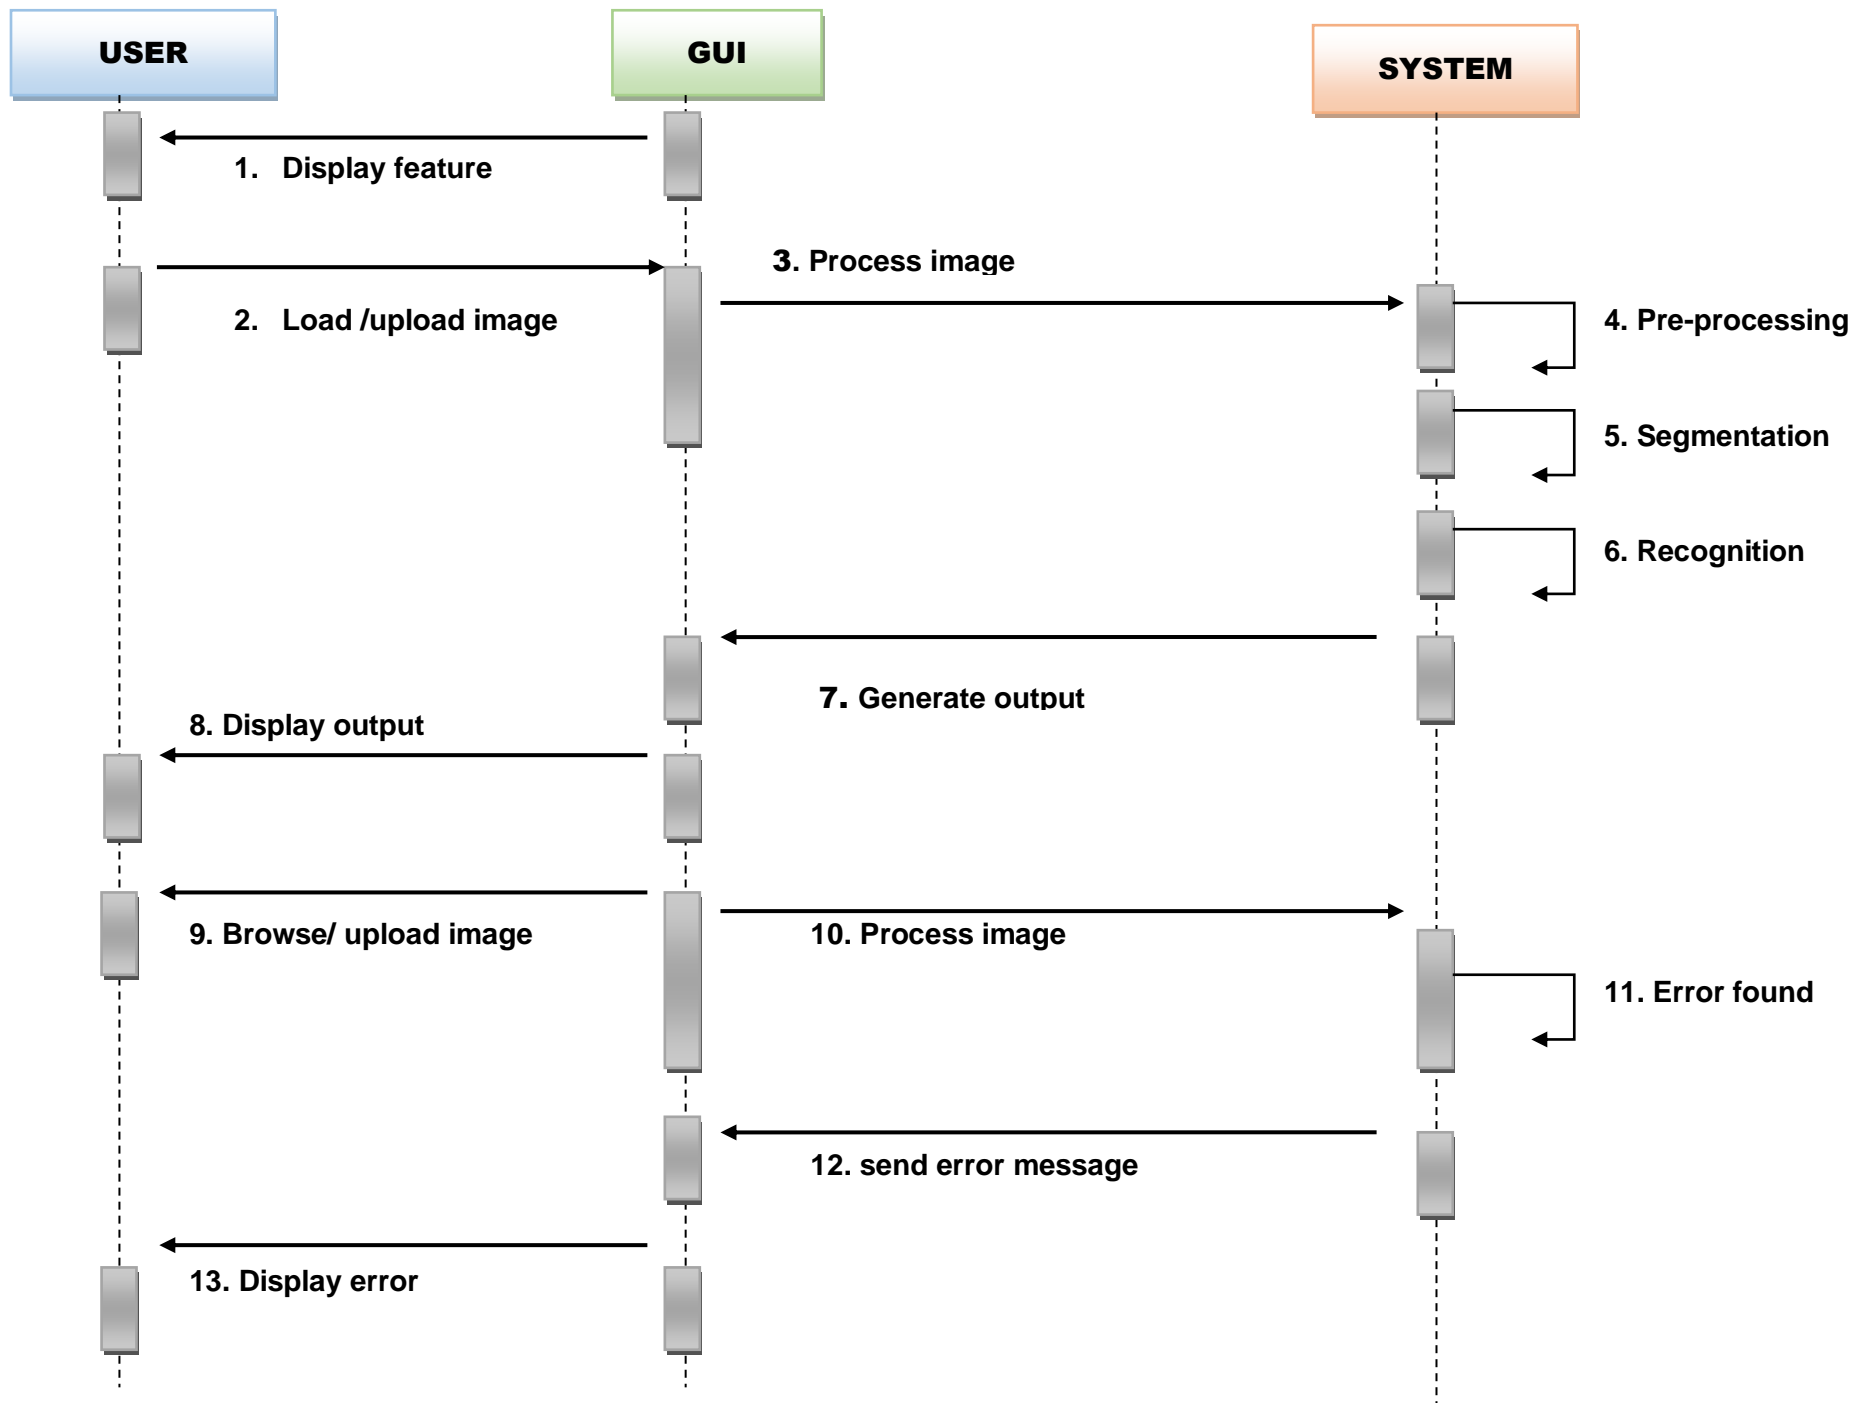 USER
GUI
SYSTEM
1. Display feature
3. Process image
2. Load /upload image
4. Pre-processing
5. Segmentation
6. Recognition
7. Generate output
8. Display output
9. Browse/ upload image
10. Process image
11. Error found
12. send error message
13. Display error